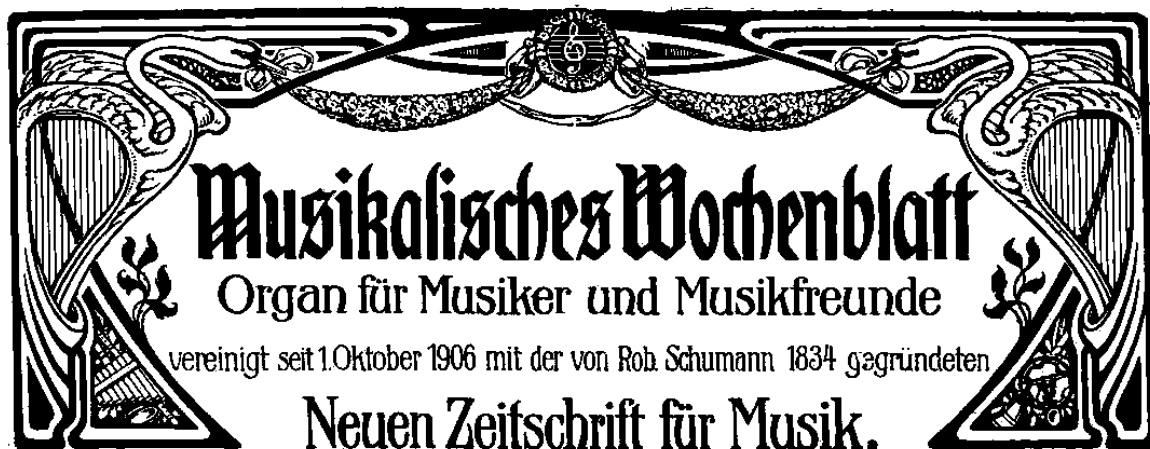 Musikalisches Wochenblatt
Organ für Musiker und Musikfreunde
vereinigt seit 1. Oktober 1906 mit der von Rob. Schumann 1834 gegründeten
Neuen Zeitschrift für Musik.